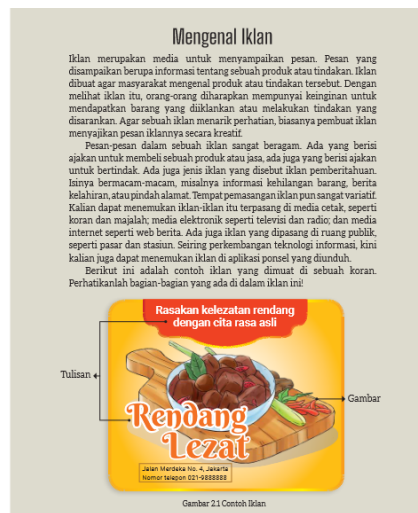 Mengenal Iklan
Iklan merupakan media untuk menyampaikan pesan. Pesan yang
disampaikan berupa informasi tentang sebuah produk atau tindakan. Iklan
dibuat agar masyarakat mengenal produk atau tindakan tersebut. Dengan
melihat iklan itu, orang-orang diharapkan mempunyai keinginan untuk
mendapatkan barang yang diiklankan atau melakukan tindakan yang
disarankan. Agar sebuah iklan menarik perhatian, biasanya pembuat iklan
menyajikan pesan iklannya secara kreatif.
Pesan-pesan dalam sebuah iklan sangat beragam. Ada yang berisi
ajakan untuk membeli sebuah produk atau jasa, ada juga yang berisi ajakan
untuk bertindak. Ada juga jenis iklan yang disebut iklan pemberitahuan.
Isinya bermacam-macam, misalnya informasi kehilangan barang, berita
kelahiran, atau pindah alamat. Tempat pemasangan iklan pun sangat variatif.
Kalian dapat menemukan iklan-iklan itu terpasang di media cetak, seperti
koran dan majalah; media elektronik seperti televisi dan radio; dan media
internet seperti web berita. Ada juga iklan yang dipasang di ruang publik,
seperti pasar dan stasiun. Seiring perkembangan teknologi informasi, kini
kalian juga dapat menemukan iklan di aplikasi ponsel yang diunduh.
Berikut ini adalah contoh iklan yang dimuat di sebuah koran.
Perhatikanlah bagian-bagian yang ada di dalam iklan ini!
Rasakan kelezatan rendang
dengan cita rasa asli
Tulisan
Gambar
Rendang
Lezat
Jalan Merdeka No. 4, Jakarta
Nomor telepon 021-9888888
Gambar 2.1 Contoh Iklan